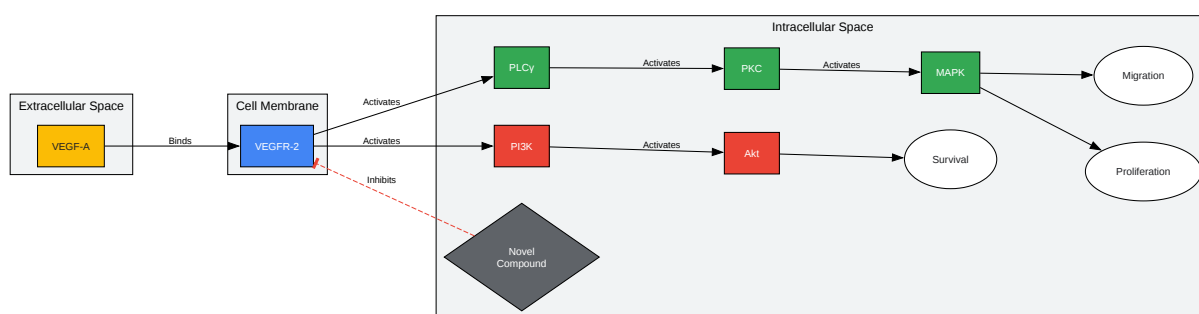 Intracellular Space
Extracellular Space
Cell Membrane
VEGF-A
Binds
VEGFR-2
Activates
PLCγ
Activates
PKC
Activates
MAPK
Migration
Proliferation
Activates
PI3K
Activates
Akt
Survival
Inhibits
Novel
Compound